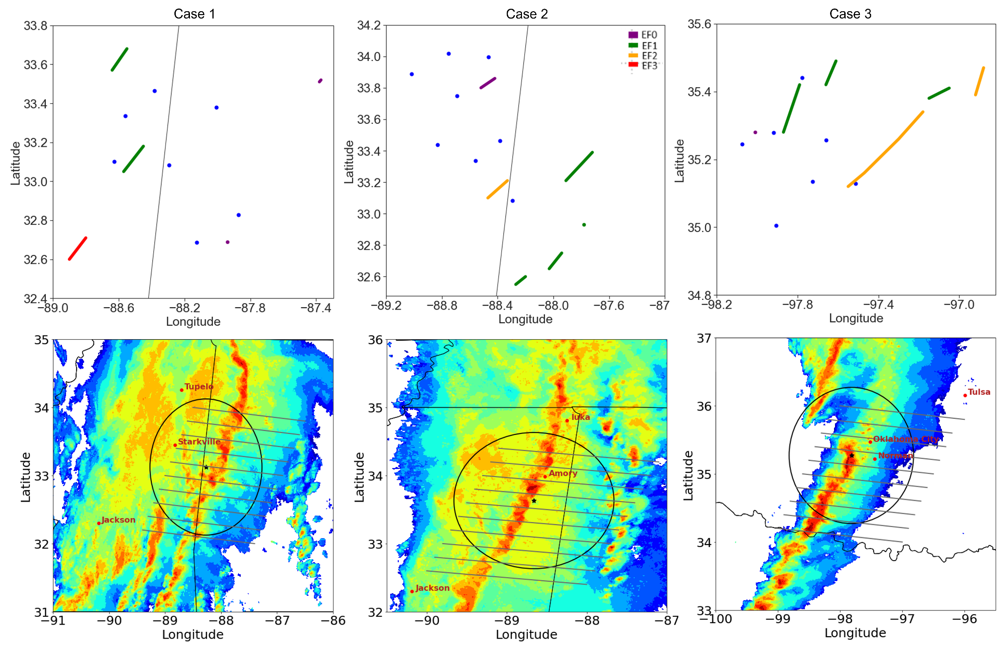 Case 1
Case 2
Case 3
33.8
33.6
33.4
33.2
33.0
32.8
32.6
32.4
Latitude
−89.0
−88.6
−88.2
−87.8
−87.4
Longitude
34.2
34.0
33.8
33.6
33.4
33.2
33.0
32.8
32.6
Latitude
EF0
EF1
EF2
EF3
−89.2
−88.8
−88.4
−88.0
−87.6
−87
Longitude
35.6
35.4
35.2
35.0
34.8
Latitude
−98.2
−97.8
−97.4
−97.0
Longitude
35
34
33
32
31
Latitude
Tupelo
Starkville
Jackson
−91
−90
−89
−88
−87
−86
Longitude
36
35
34
33
32
Latitude
Iuka
Amory
Jackson
−90
−89
−88
−87
Longitude
37
36
35
34
33
Latitude
Tulsa
Oklahoma City
Norman
−100
−99
−98
−97
−96
Longitude